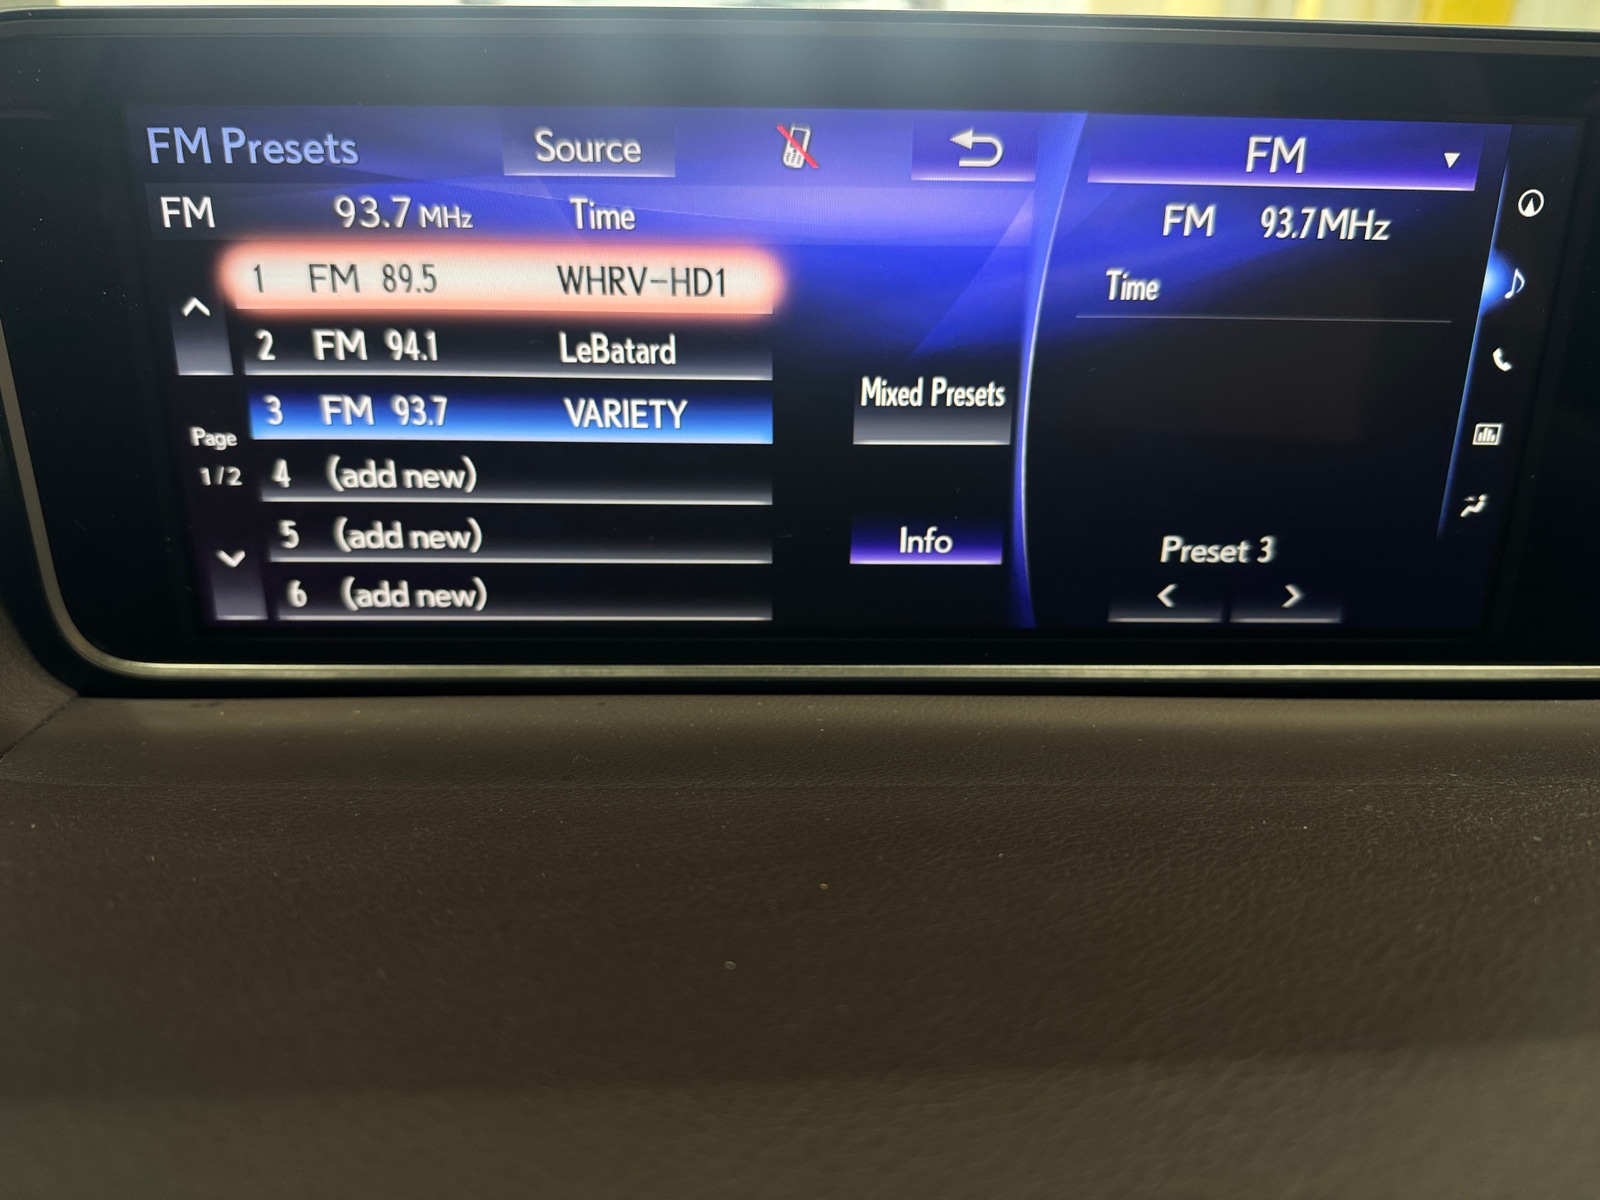 FM Presets
Source
FM 93.7 MHz Time
1 FM 89.5 WHRV-HD1
2 FM 94.1 LeBatard
3 FM 93.7 VARIETY
4 (add new)
5 (add new)
6 (add new)
Page
1/2
Mixed Presets
Info
FM
FM 93.7MHz
Time
Preset 3